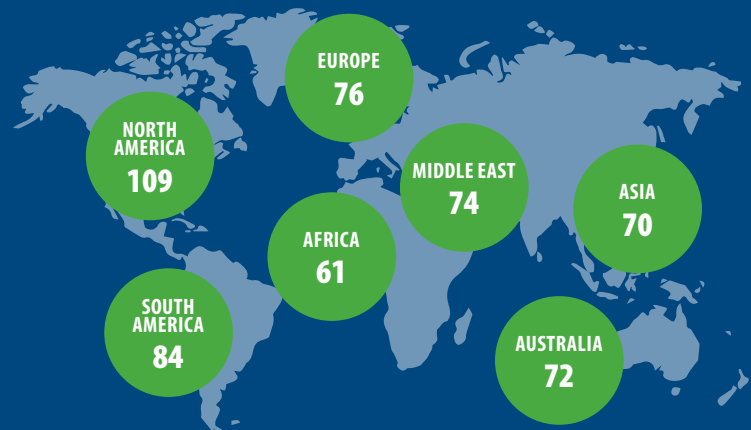 EUROPE
76
NORTH
AMERICA
109
MIDDLE EAST
74
ASIA
70
AFRICA
61
SOUTH
AMERICA
84
AUSTRALIA
72